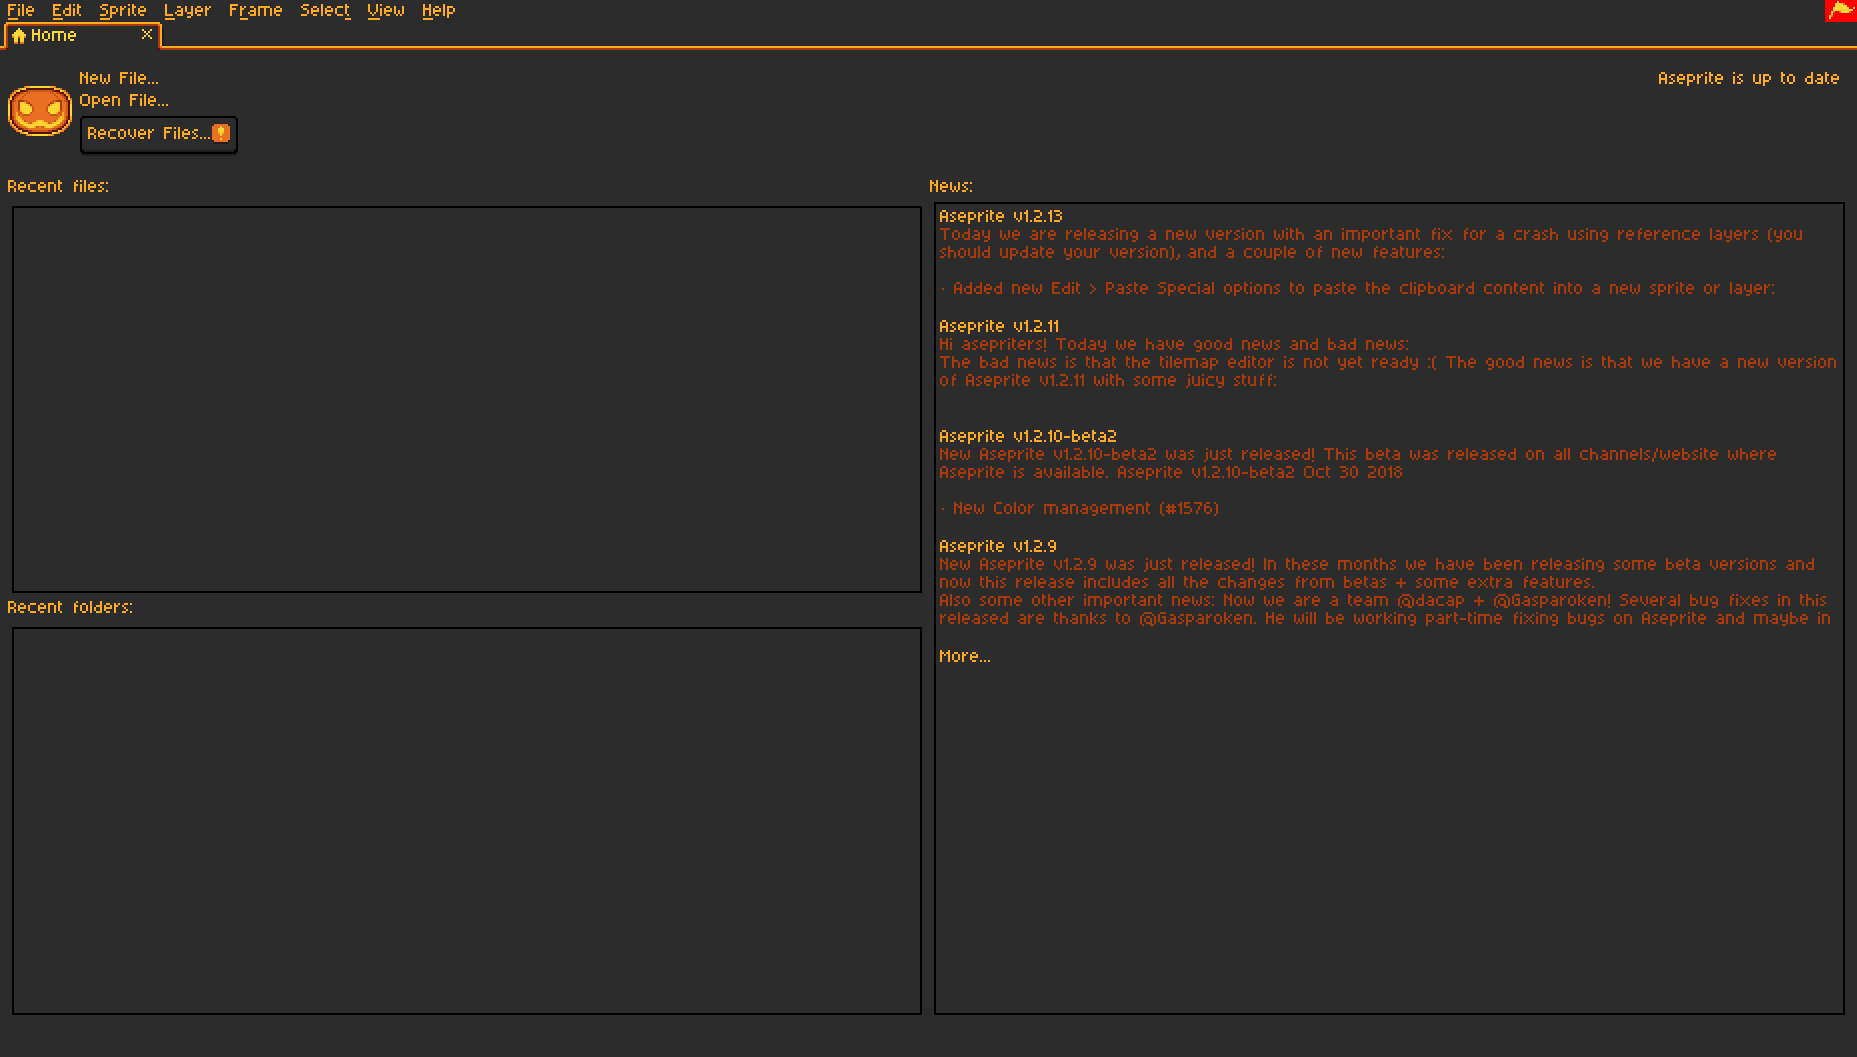 File Edit Sprite Layer Frame Select View Help
Home
New File...
Open File...
Recover Files...
Aseprite is up to date
Recent files:
Recent folders:
News:
Aseprite v1.2.13
Today we are releasing a new version with an important fix for a crash using reference layers (you
should update your version), and a couple of new features:
· Added new Edit > Paste Special options to paste the clipboard content into a new sprite or layer:
Aseprite v1.2.11
Hi asepriters! Today we have good news and bad news:
The bad news is that the tilemap editor is not yet ready :( The good news is that we have a new version
of Aseprite v1.2.11 with some juicy stuff:
Aseprite v1.2.10-beta2
New Aseprite v1.2.10-beta2 was just released! This beta was released on all channels/website where
Aseprite is available. Aseprite v1.2.10-beta2 Oct 30 2018
· New Color management (#1576)
Aseprite v1.2.9
New Aseprite v1.2.9 was just released! In these months we have been releasing some beta versions and
now this release includes all the changes from betas + some extra features.
Also some other important news: Now we are a team @dacap + @Gasparoken! Several bug fixes in this
released are thanks to @Gasparoken. He will be working part-time fixing bugs on Aseprite and maybe in
More...